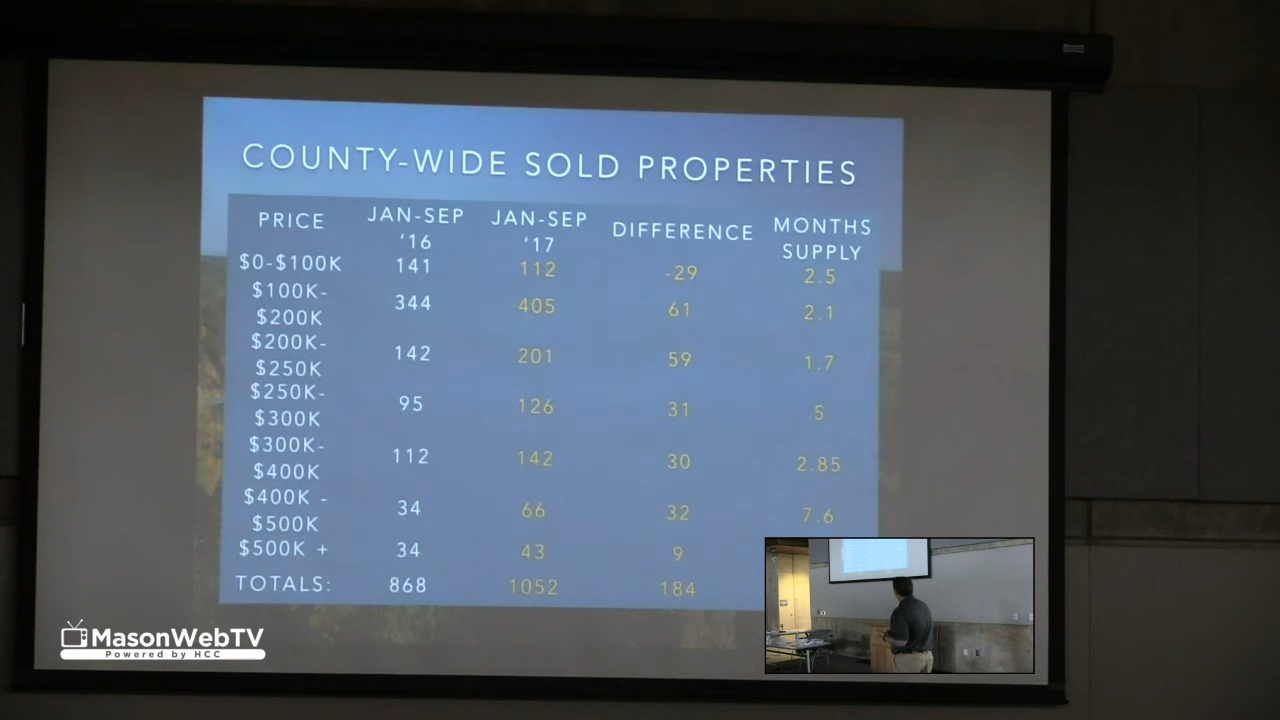 COUNTY-WIDE SOLD PROPERTIES
PRICE JAN-SEP '16 JAN-SEP '17 DIFFERENCE MONTHS SUPPLY
$0-$100K 141 112 -29 2.5
$100K-$200K 344 405 61 2.1
$200K-$250K 142 201 59 1.7
$250K-$300K 95 126 31 5
$300K-$400K 112 142 30 2.85
$400K - $500K 34 66 32 7.6
$500K + 34 43 9
TOTALS: 868 1052 184
MasonWebTV
Powered by HCC